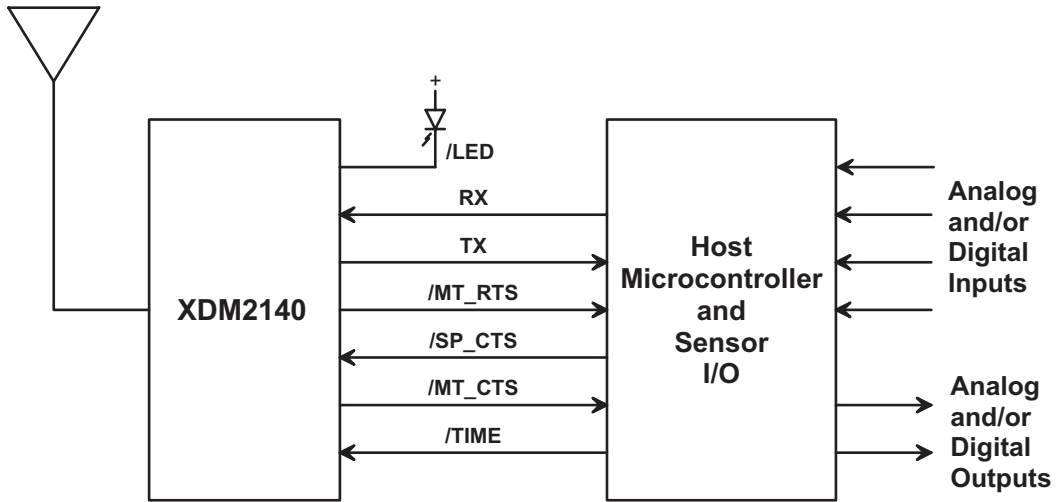 +
/LED
RX
TX
/MT_RTS
/SP_CTS
/MT_CTS
/TIME
XDM2140
Host
Microcontroller
and
Sensor
I/O
Analog
and/or
Digital
Inputs
Analog
and/or
Digital
Outputs